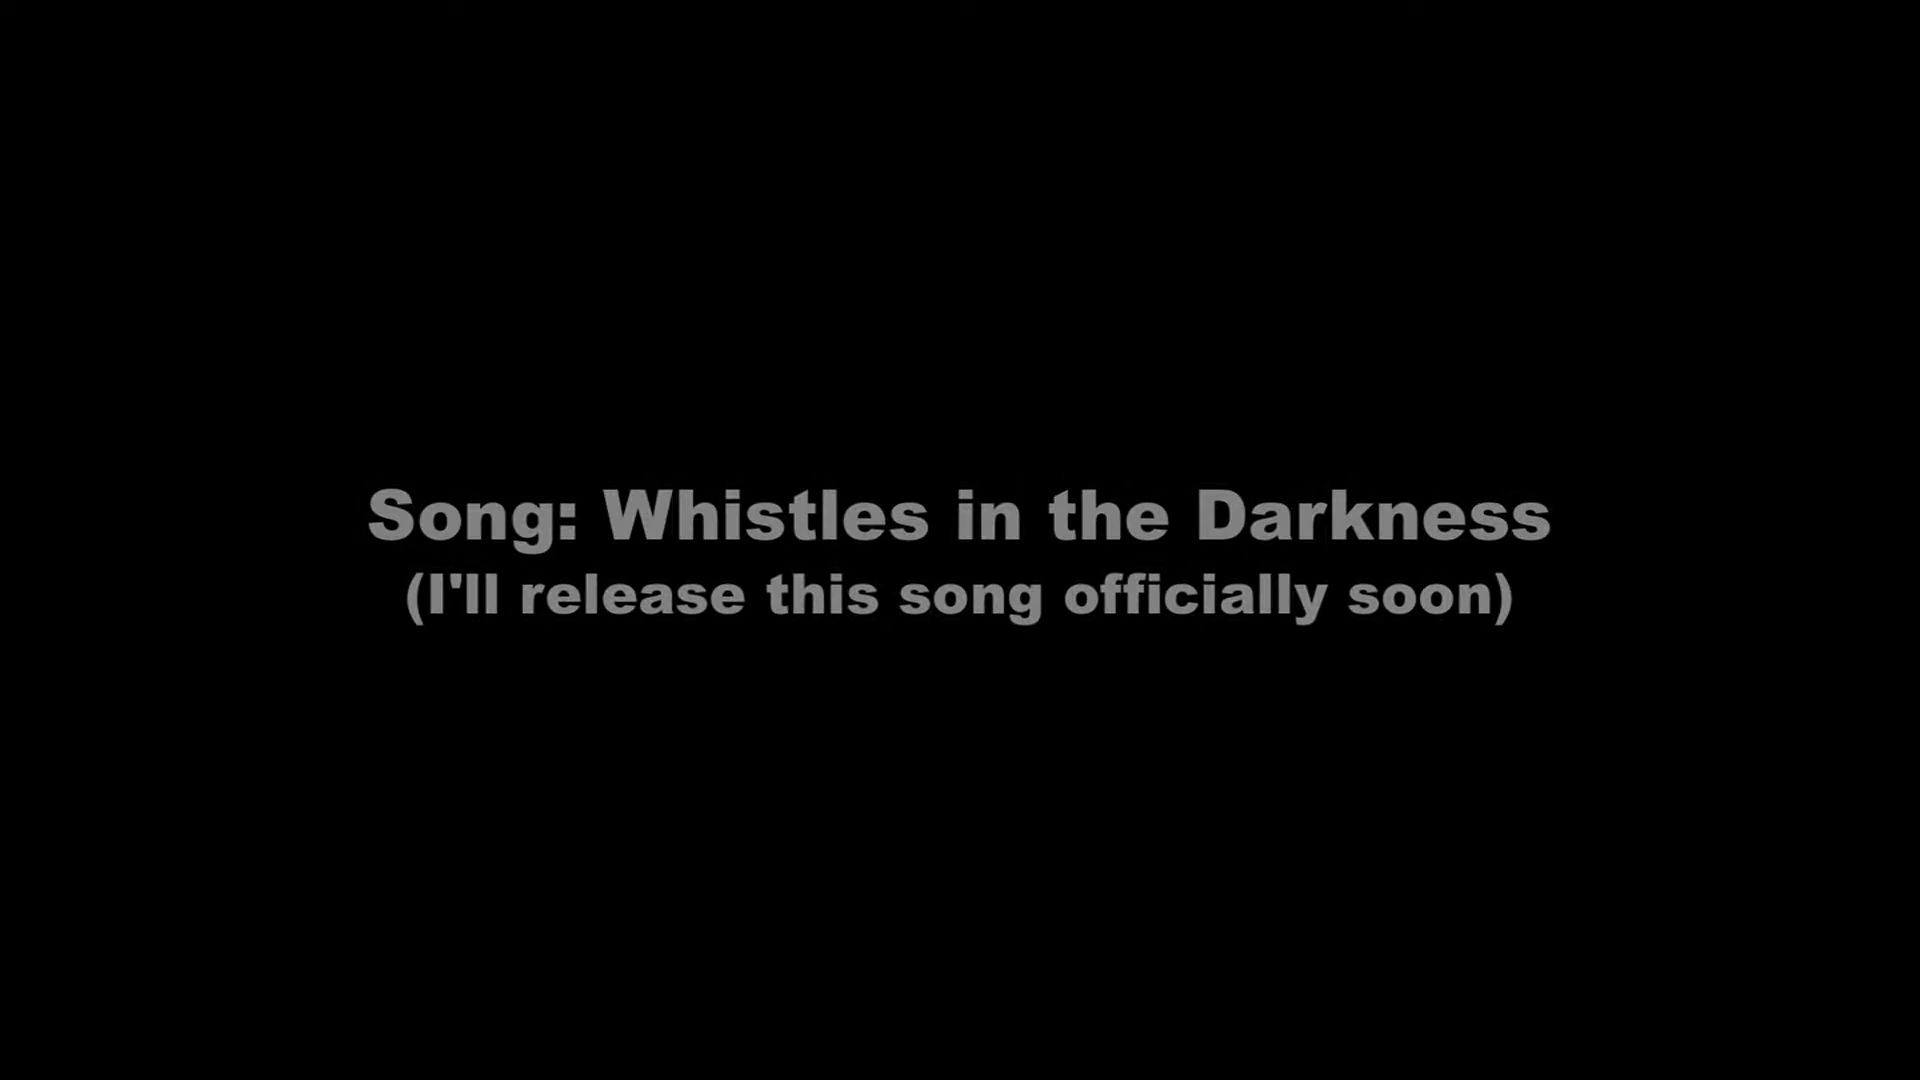 Song: Whistles in the Darkness
(I'll release this song officially soon)